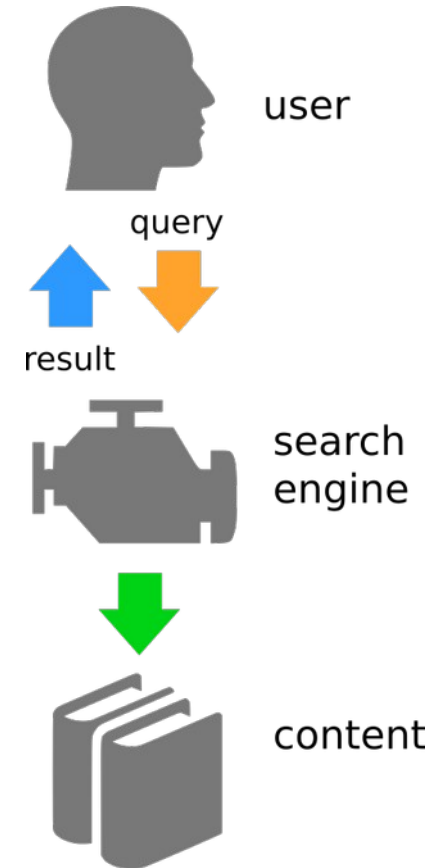 user
query
result
search
engine
content